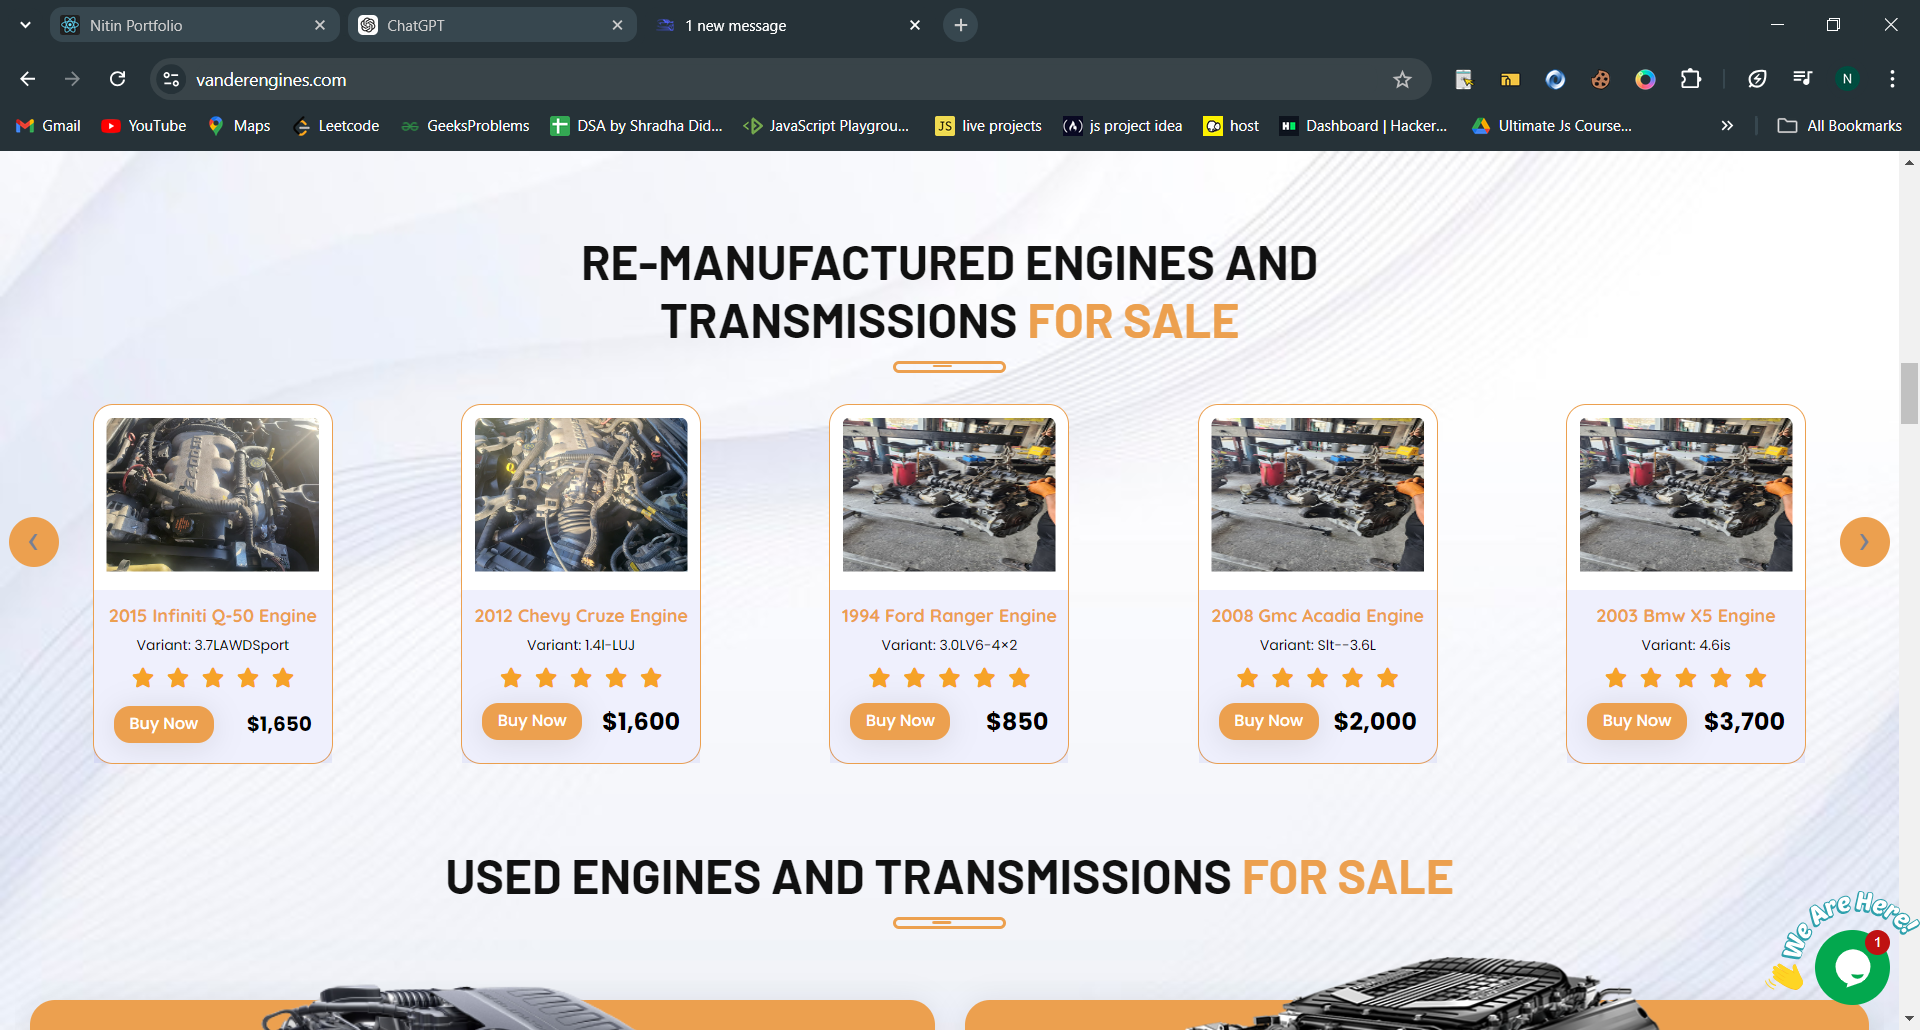 Nitin Portfolio
ChatGPT
1 new message
vanderengines.com
N
Gmail
YouTube
Maps
Leetcode
GeeksProblems
DSA by Shradha Did...
JavaScript Playgrou...
JS live projects
js project idea
host
Dashboard | Hacker...
Ultimate Js Course...
All Bookmarks
RE-MANUFACTURED ENGINES AND
TRANSMISSIONS FOR SALE
2015 Infiniti Q-50 Engine
Variant: 3.7LAWDSport
Buy Now $1,650
2012 Chevy Cruze Engine
Variant: 1.4l-LUJ
Buy Now $1,600
1994 Ford Ranger Engine
Variant: 3.0LV6-4×2
Buy Now $850
2008 Gmc Acadia Engine
Variant: Slt--3.6L
Buy Now $2,000
2003 Bmw X5 Engine
Variant: 4.6is
Buy Now $3,700
USED ENGINES AND TRANSMISSIONS FOR SALE
We Are Here!
1